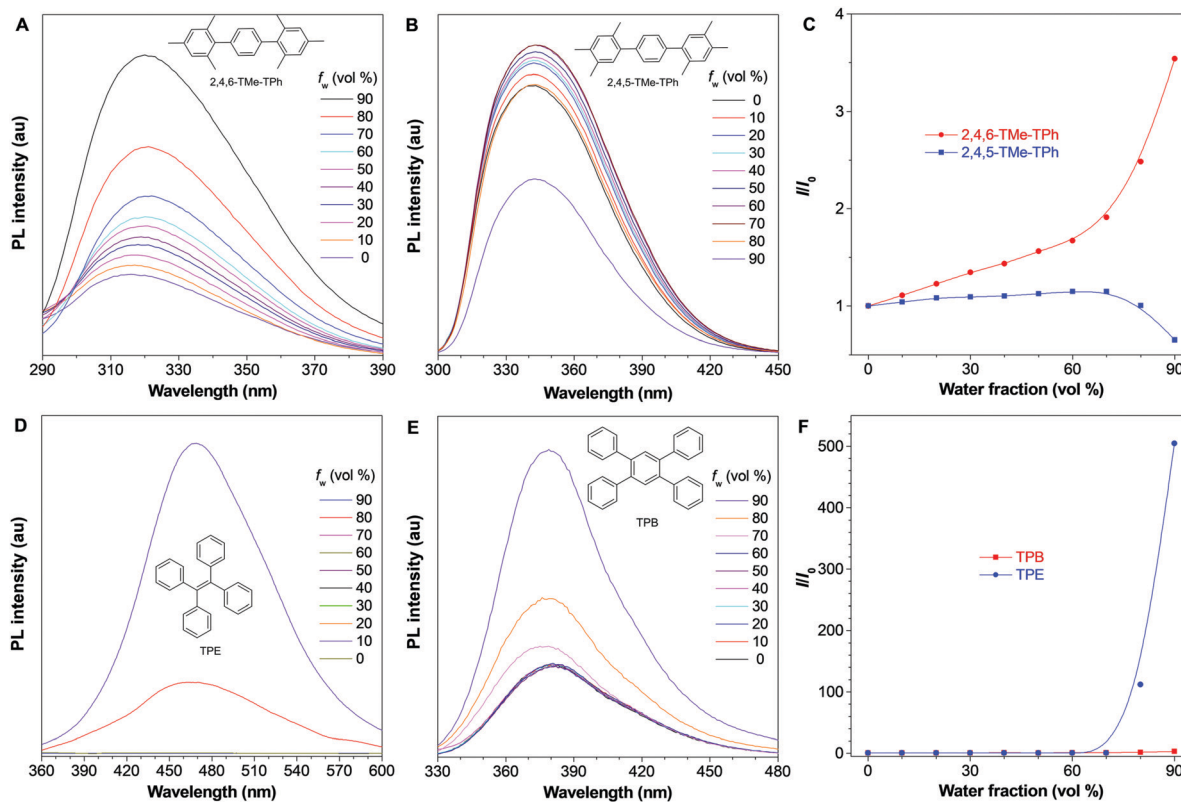 A
2,4,6-TMe-TPh
fw (vol %)
90
80
70
60
50
40
30
20
10
0
PL intensity (au)
290 310 330 350 370 390
Wavelength (nm)
B
2,4,5-TMe-TPh
fw (vol %)
0
10
20
30
40
50
60
70
80
90
PL intensity (au)
300 330 360 390 420 450
Wavelength (nm)
C
4
3
2
1
I/I0
2,4,6-TMe-TPh
2,4,5-TMe-TPh
0 30 60 90
Water fraction (vol %)
D
fw (vol %)
90
80
70
60
50
40
30
20
10
0
TPE
PL intensity (au)
360 400 440 480 520 560 600
Wavelength (nm)
E
TPB
fw (vol %)
90
80
70
60
50
40
30
20
10
0
PL intensity (au)
330 360 390 420 450 480
Wavelength (nm)
F
500
400
300
200
100
0
I/I0
TPB
TPE
0 30 60 90
Water fraction (vol %)